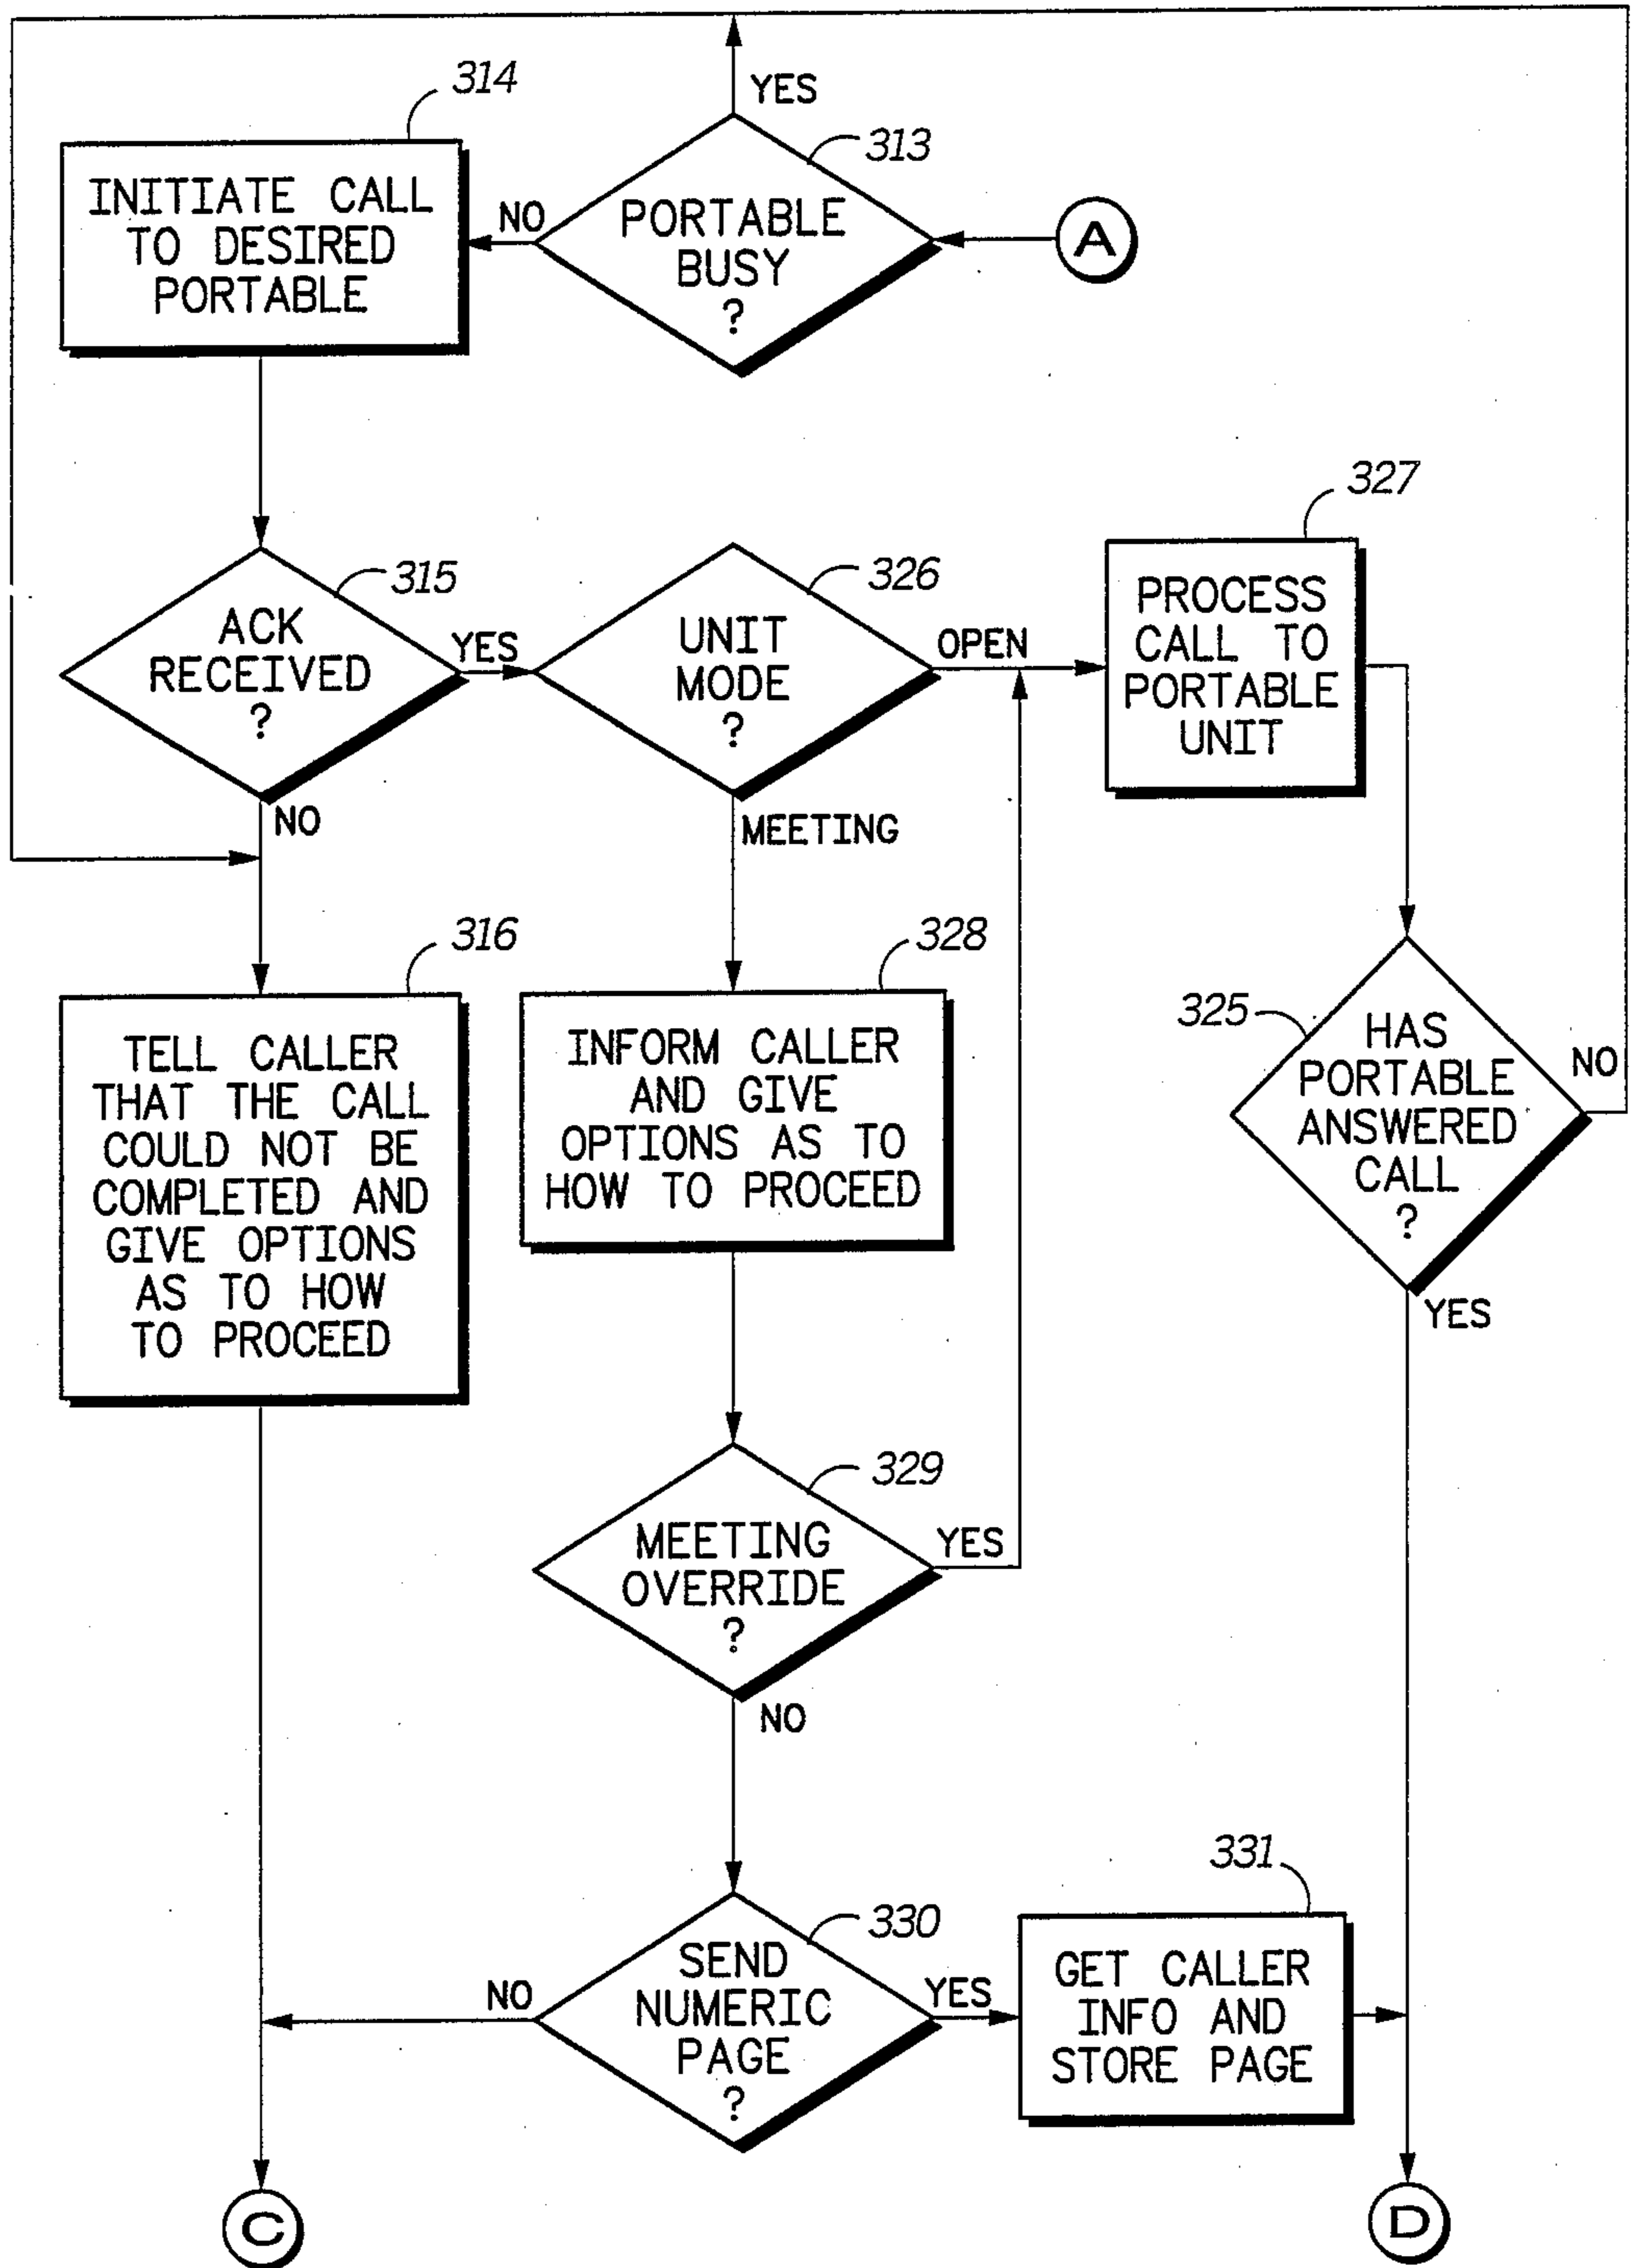 YES
314
313
INITIATE CALL
TO DESIRED
PORTABLE
NO
PORTABLE
BUSY
?
A
327
315
326
ACK
RECEIVED
?
YES
UNIT
MODE
?
OPEN
PROCESS
CALL TO
PORTABLE
UNIT
NO
MEETING
316
328
325
TELL CALLER
THAT THE CALL
COULD NOT BE
COMPLETED AND
GIVE OPTIONS
AS TO HOW
TO PROCEED
INFORM CALLER
AND GIVE
OPTIONS AS TO
HOW TO PROCEED
HAS
PORTABLE
ANSWERED
CALL
?
NO
YES
329
MEETING
OVERRIDE
?
YES
NO
331
330
NO
SEND
NUMERIC
PAGE
?
YES
GET CALLER
INFO AND
STORE PAGE
C
D